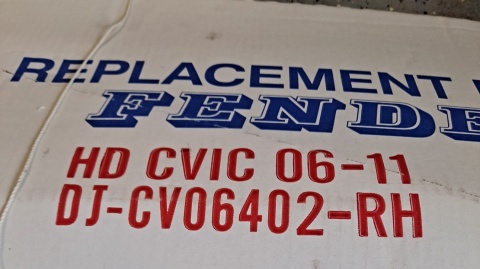 REPLACEMENT
FENDE
HD CVIC 06-11
DJ-CV06402-RH